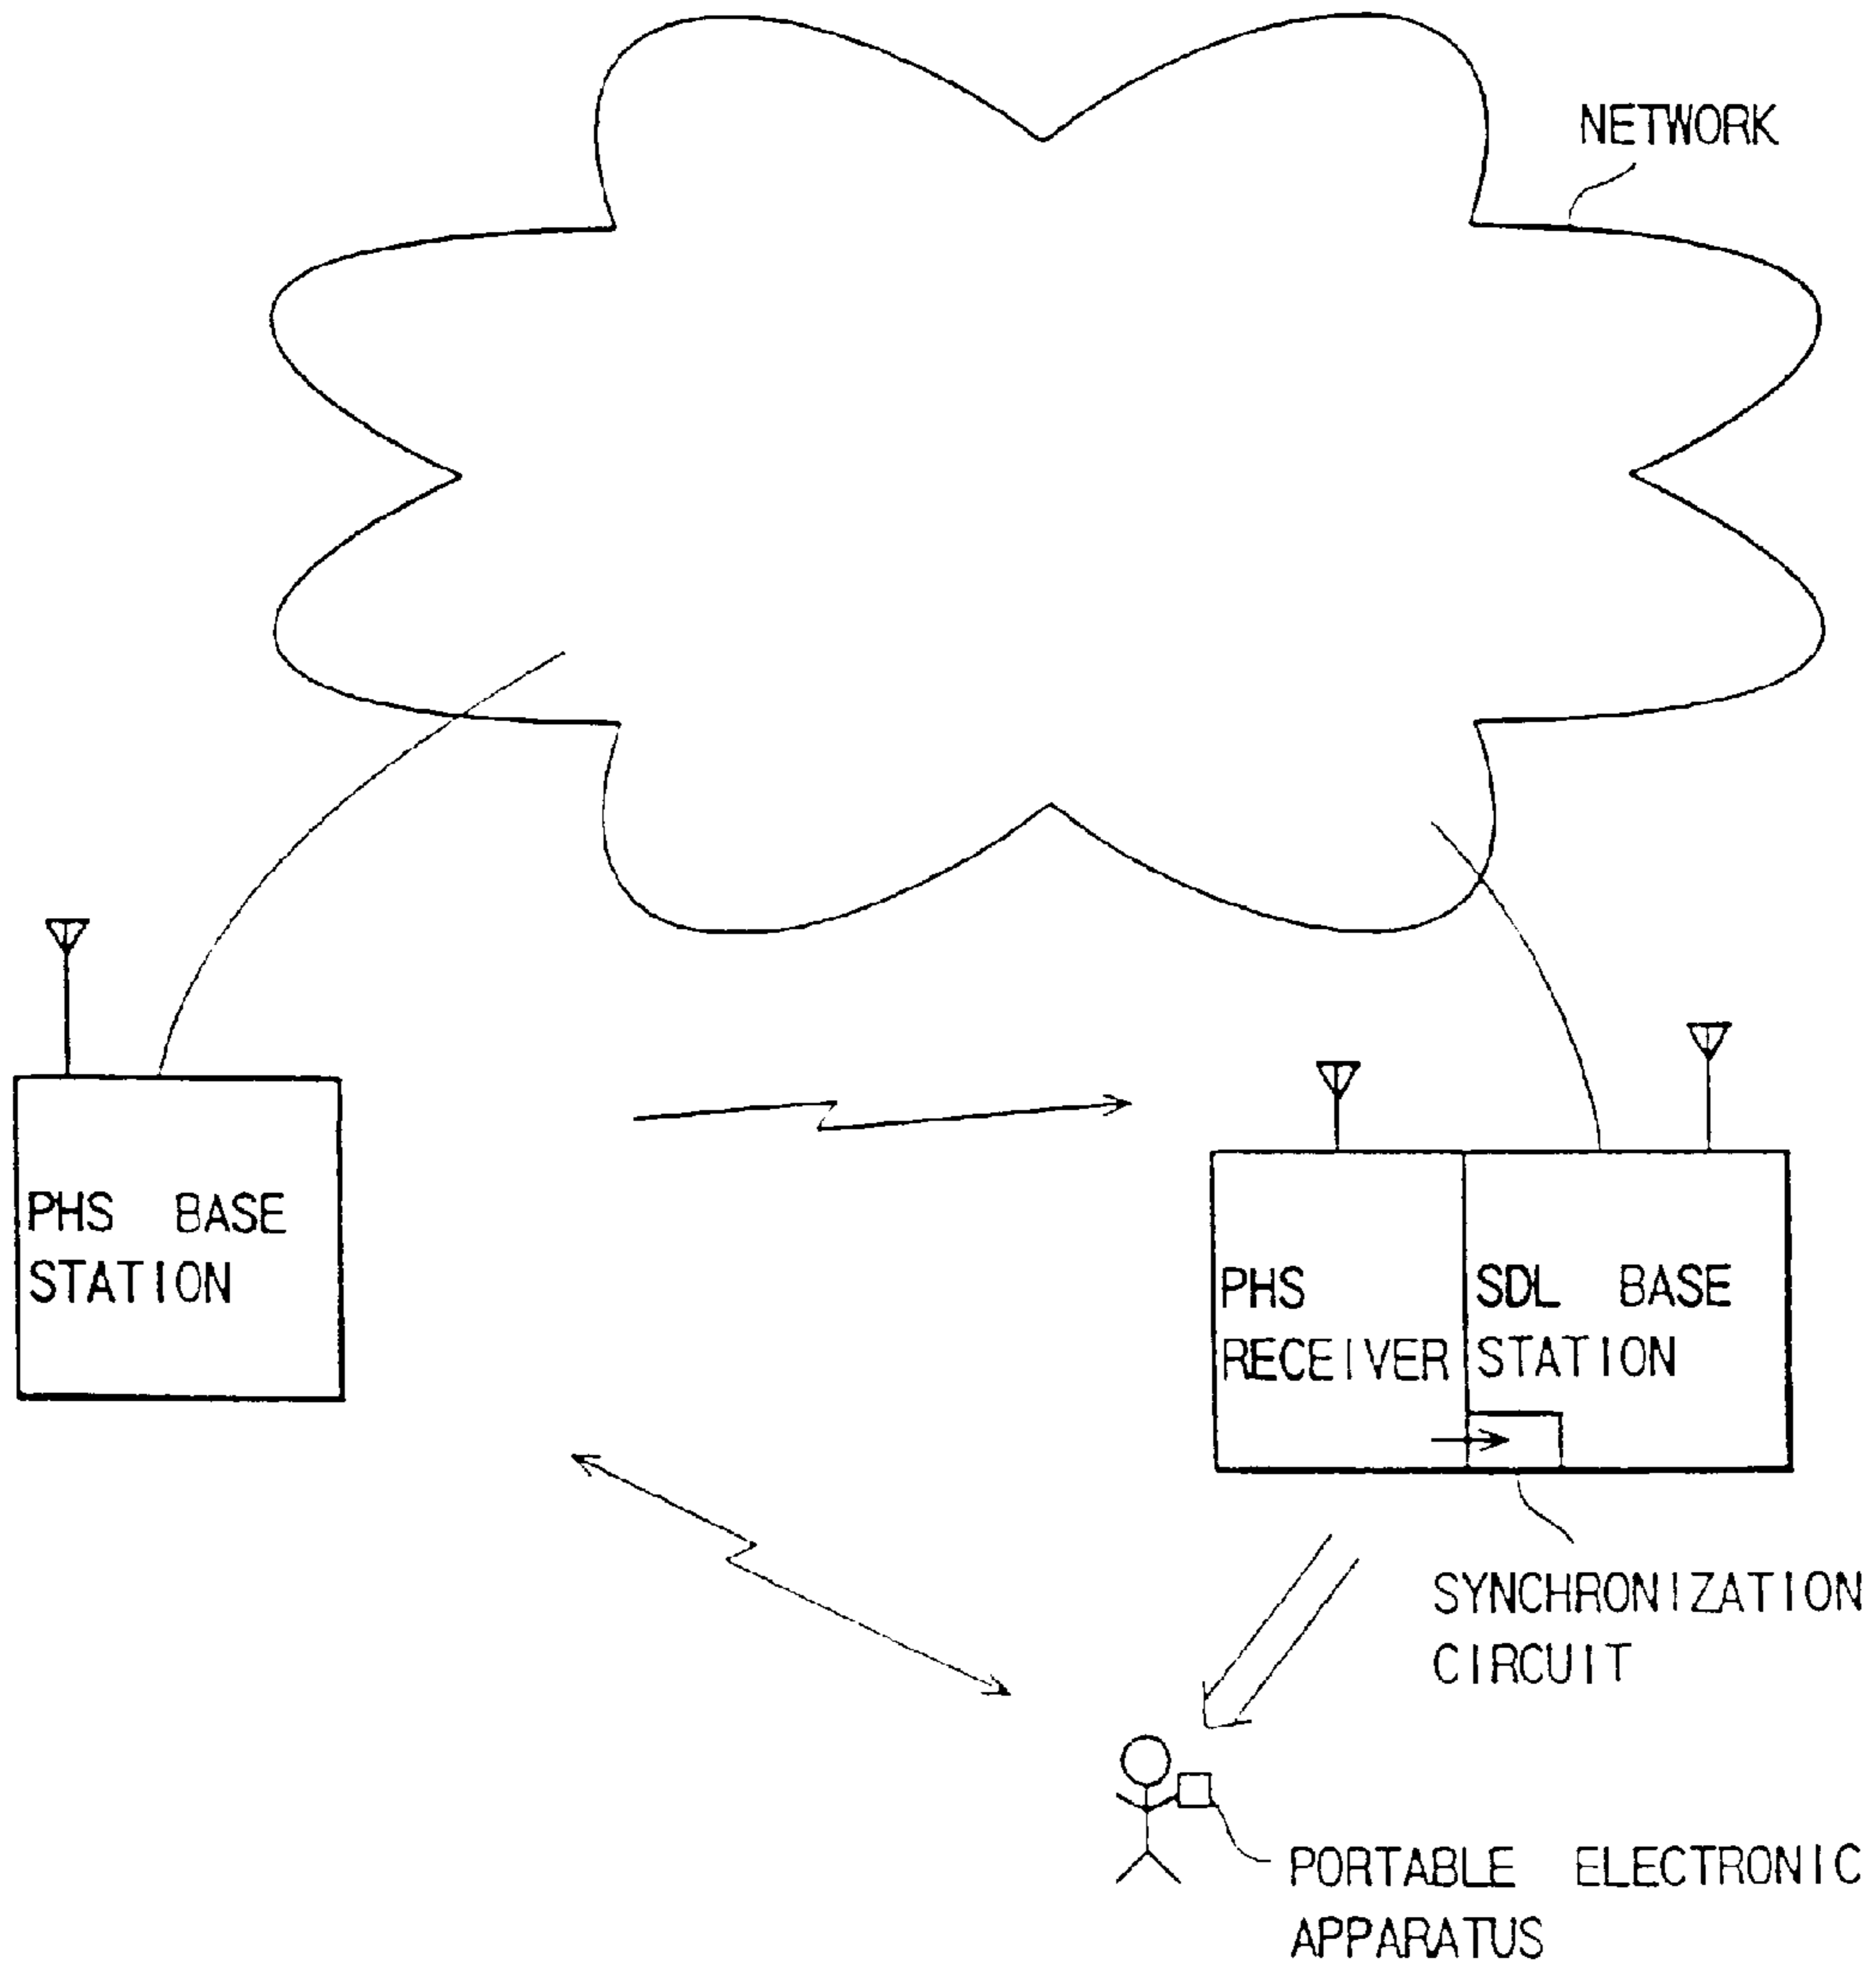 NETWORK
PHS BASE
STATION
PHS
RECEIVER
SDL BASE
STATION
SYNCHRONIZATION
CIRCUIT
PORTABLE ELECTRONIC
APPARATUS